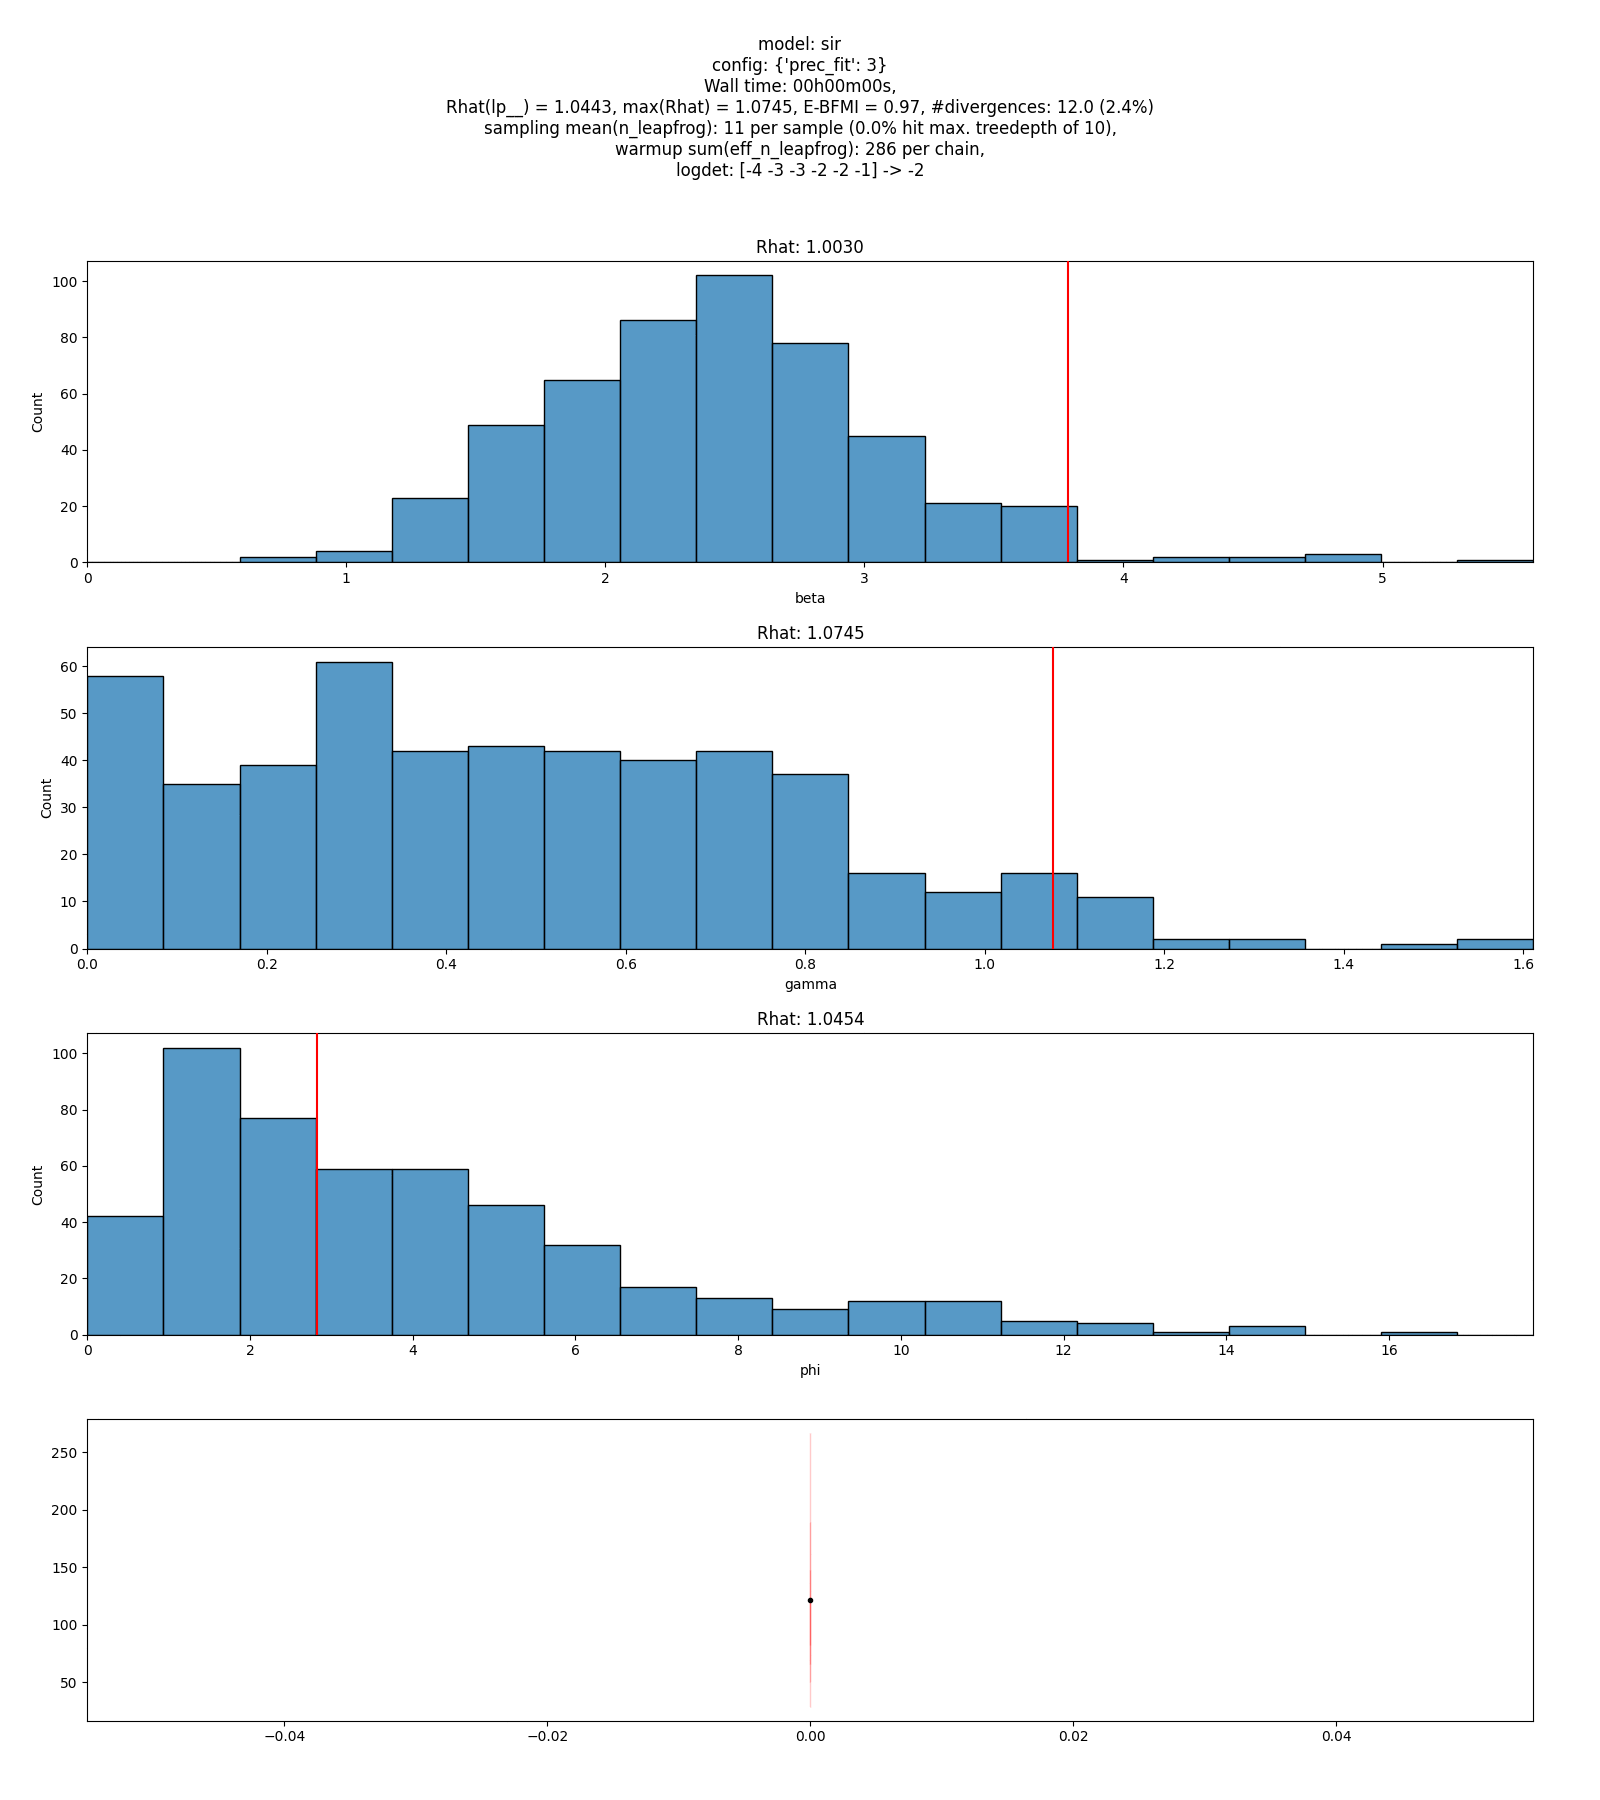 model: sir
config: {'prec_fit': 3}
Wall time: 00h00m00s,
Rhat(lp__) = 1.0443, max(Rhat) = 1.0745, E-BFMI = 0.97, #divergences: 12.0 (2.4%)
sampling mean(n_leapfrog): 11 per sample (0.0% hit max. treedepth of 10),
warmup sum(eff_n_leapfrog): 286 per chain,
logdet: [-4 -3 -3 -2 -2 -1] -> -2
Rhat: 1.0030
100
80
60
40
20
0
Count
0 1 2 3 4 5
beta
Rhat: 1.0745
60
50
40
30
20
10
0
Count
0.0 0.2 0.4 0.6 0.8 1.0 1.2 1.4 1.6
gamma
Rhat: 1.0454
100
80
60
40
20
0
Count
0 2 4 6 8 10 12 14 16
phi
250
200
150
100
50
−0.04 −0.02 0.00 0.02 0.04